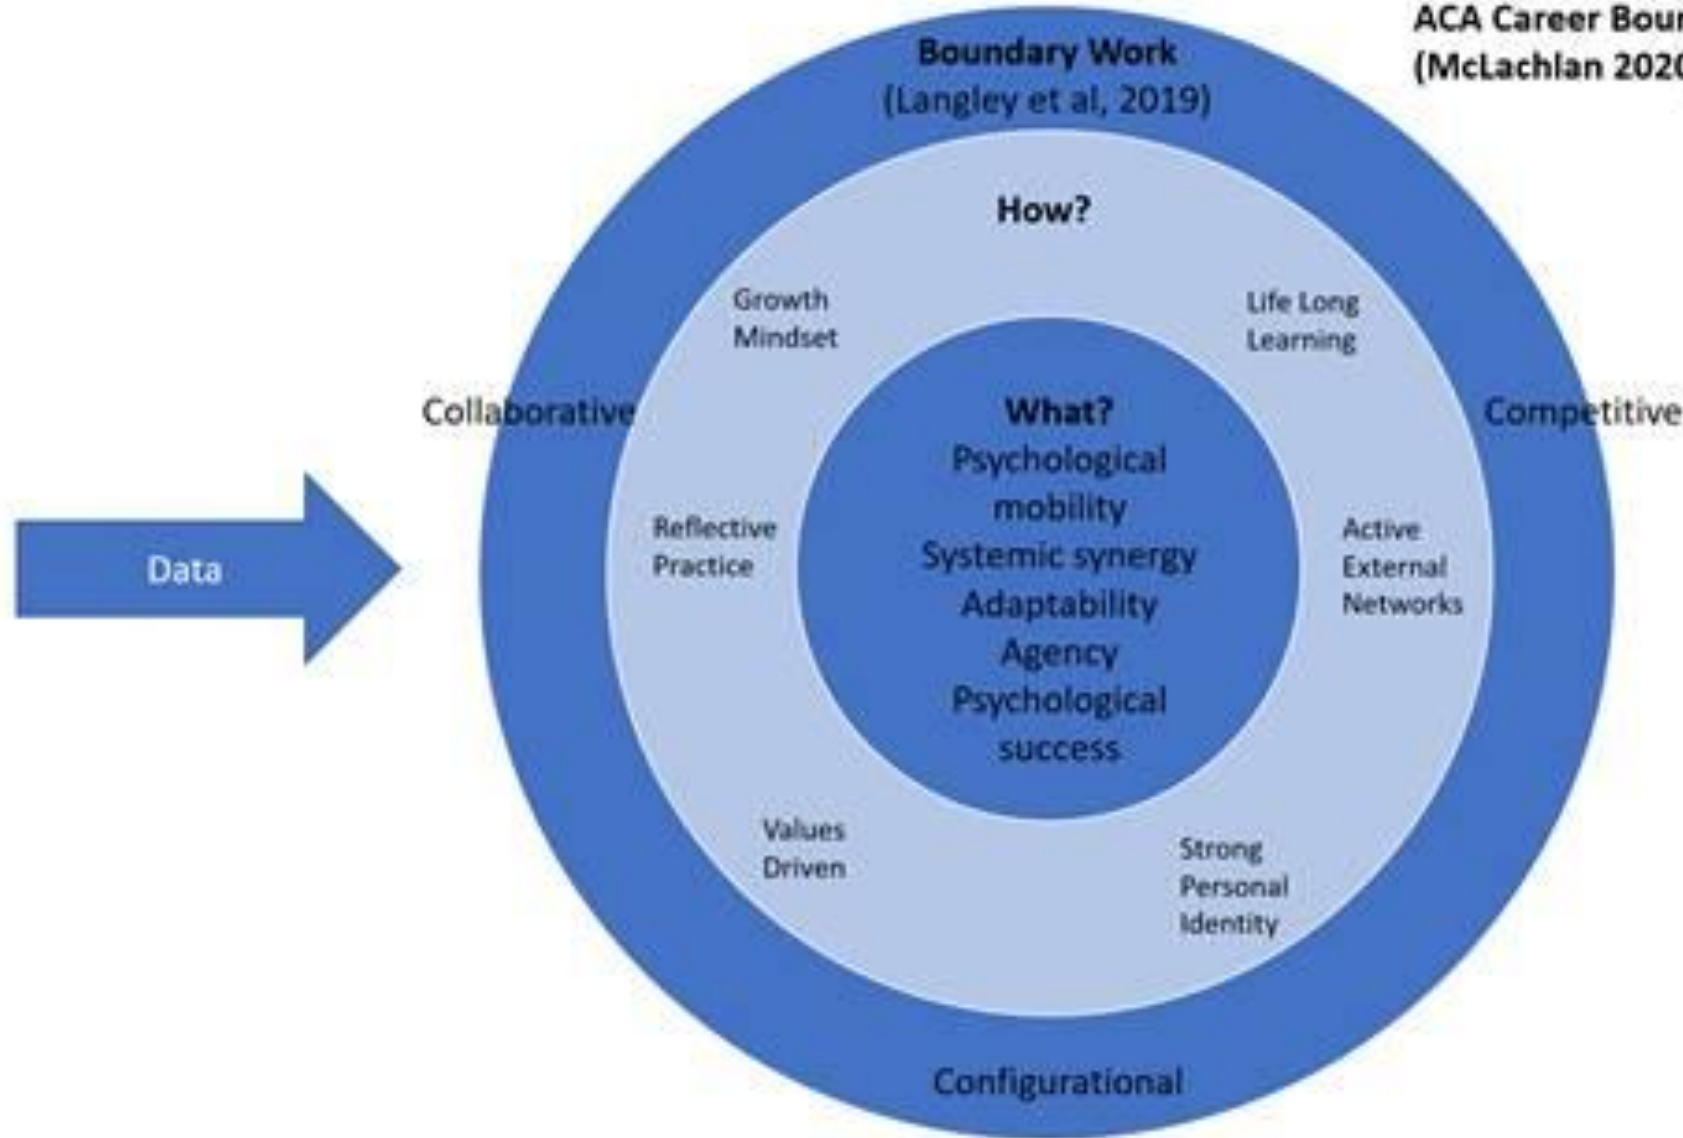 ACA Career Boun
(McLachlan 2020
Boundary Work
(Langley et al, 2019)
How?
Growth
Mindset
Life Long
Learning
Collaborative
Competitive
What?
Psychological
mobility
Systemic synergy
Adaptability
Agency
Psychological
success
Data
Reflective
Practice
Active
External
Networks
Values
Driven
Strong
Personal
Identity
Configurational